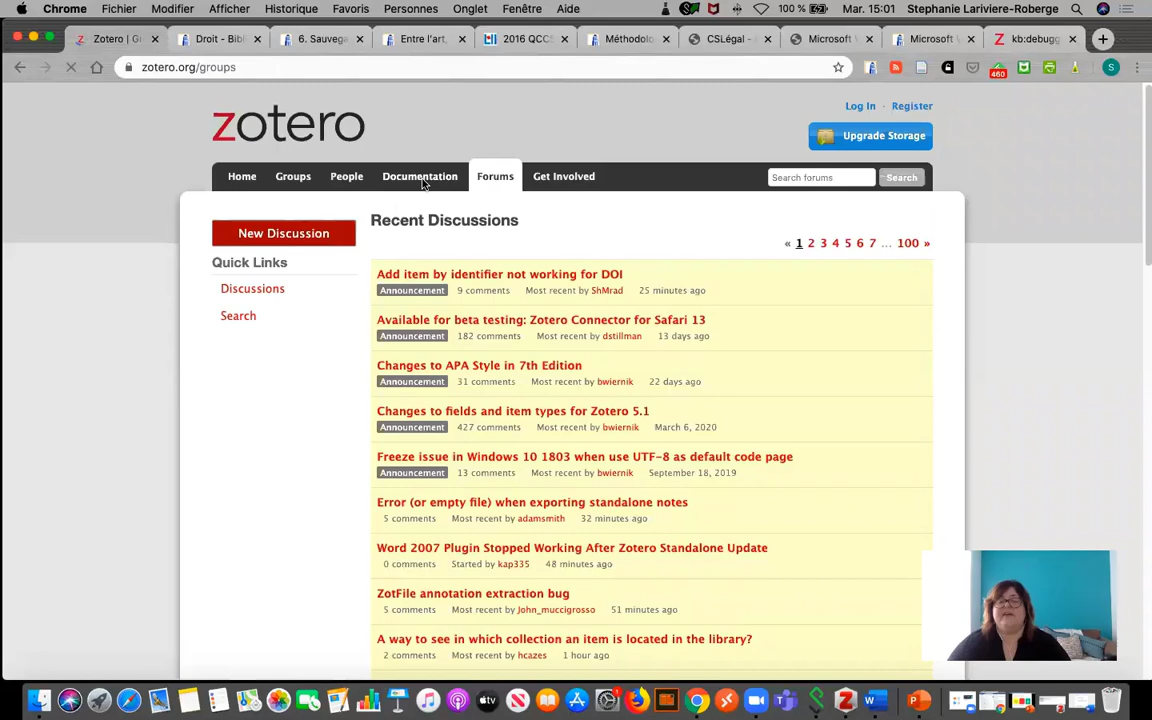 Chrome Fichier Modifier Afficher Historique Favoris Personnes Onglet Fenêtre Aide 100 % Mar. 15:01 Stephanie Lariviere-Roberge
Zotero | G Droit - Bibl 6. Sauvega Entre l'art, 2016 QCCS Méthodolo CSLégal - Microsoft V Microsoft V kb:debugg
zotero.org/groups
460
S
Log In · Register
zotero
Upgrade Storage
Home Groups People Documentation Forums Get Involved Search forums Search
New Discussion
Recent Discussions
« 1 2 3 4 5 6 7 ... 100 »
Quick Links
Discussions
Search
Add item by identifier not working for DOI
Announcement 9 comments Most recent by ShMrad 25 minutes ago
Available for beta testing: Zotero Connector for Safari 13
Announcement 182 comments Most recent by dstillman 13 days ago
Changes to APA Style in 7th Edition
Announcement 31 comments Most recent by bwiernik 22 days ago
Changes to fields and item types for Zotero 5.1
Announcement 427 comments Most recent by bwiernik March 6, 2020
Freeze issue in Windows 10 1803 when use UTF-8 as default code page
Announcement 13 comments Most recent by bwiernik September 18, 2019
Error (or empty file) when exporting standalone notes
5 comments Most recent by adamsmith 32 minutes ago
Word 2007 Plugin Stopped Working After Zotero Standalone Update
0 comments Started by kap335 48 minutes ago
ZotFile annotation extraction bug
5 comments Most recent by John_muccigrosso 51 minutes ago
A way to see in which collection an item is located in the library?
2 comments Most recent by hcazes 1 hour ago